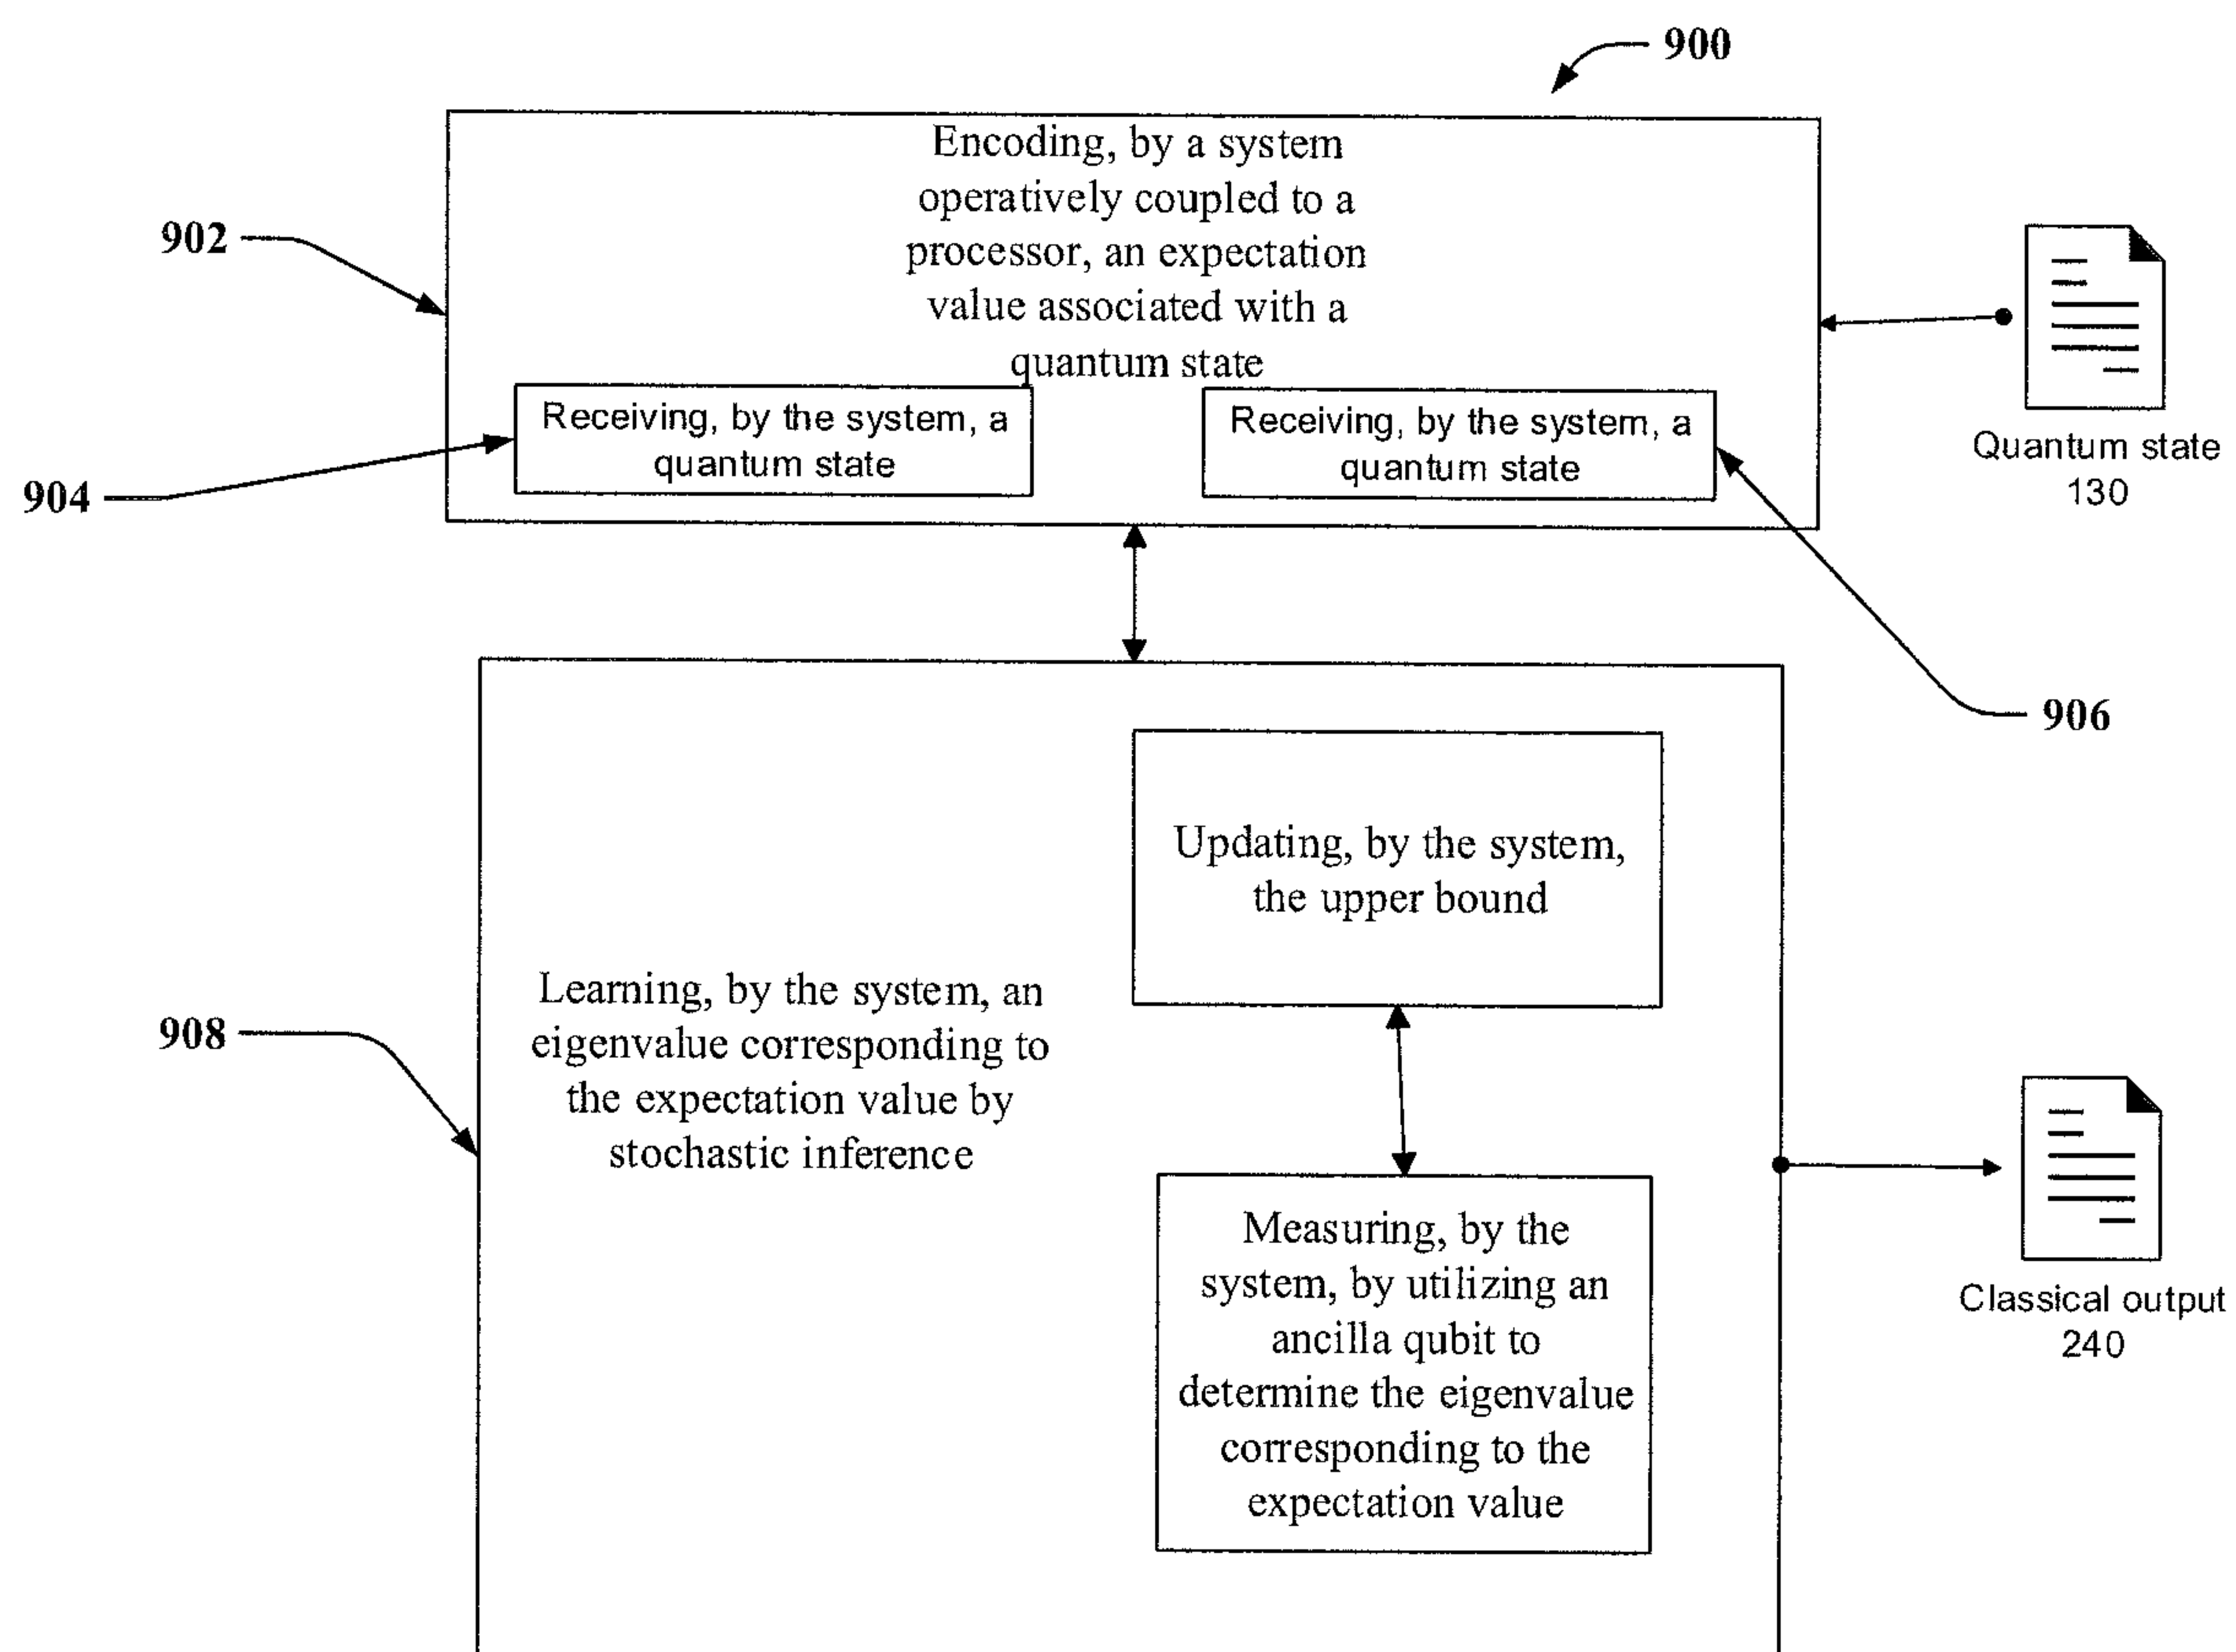 900
Encoding, by a system
operatively coupled to a
processor, an expectation
value associated with a
quantum state
902
Receiving, by the system, a
quantum state
Receiving, by the system, a
quantum state
904
Quantum state
130
906
Updating, by the system,
the upper bound
Learning, by the system, an
eigenvalue corresponding to
the expectation value by
stochastic inference
908
Measuring, by the
system, by utilizing an
ancilla qubit to
determine the eigenvalue
corresponding to the
expectation value
Classical output
240